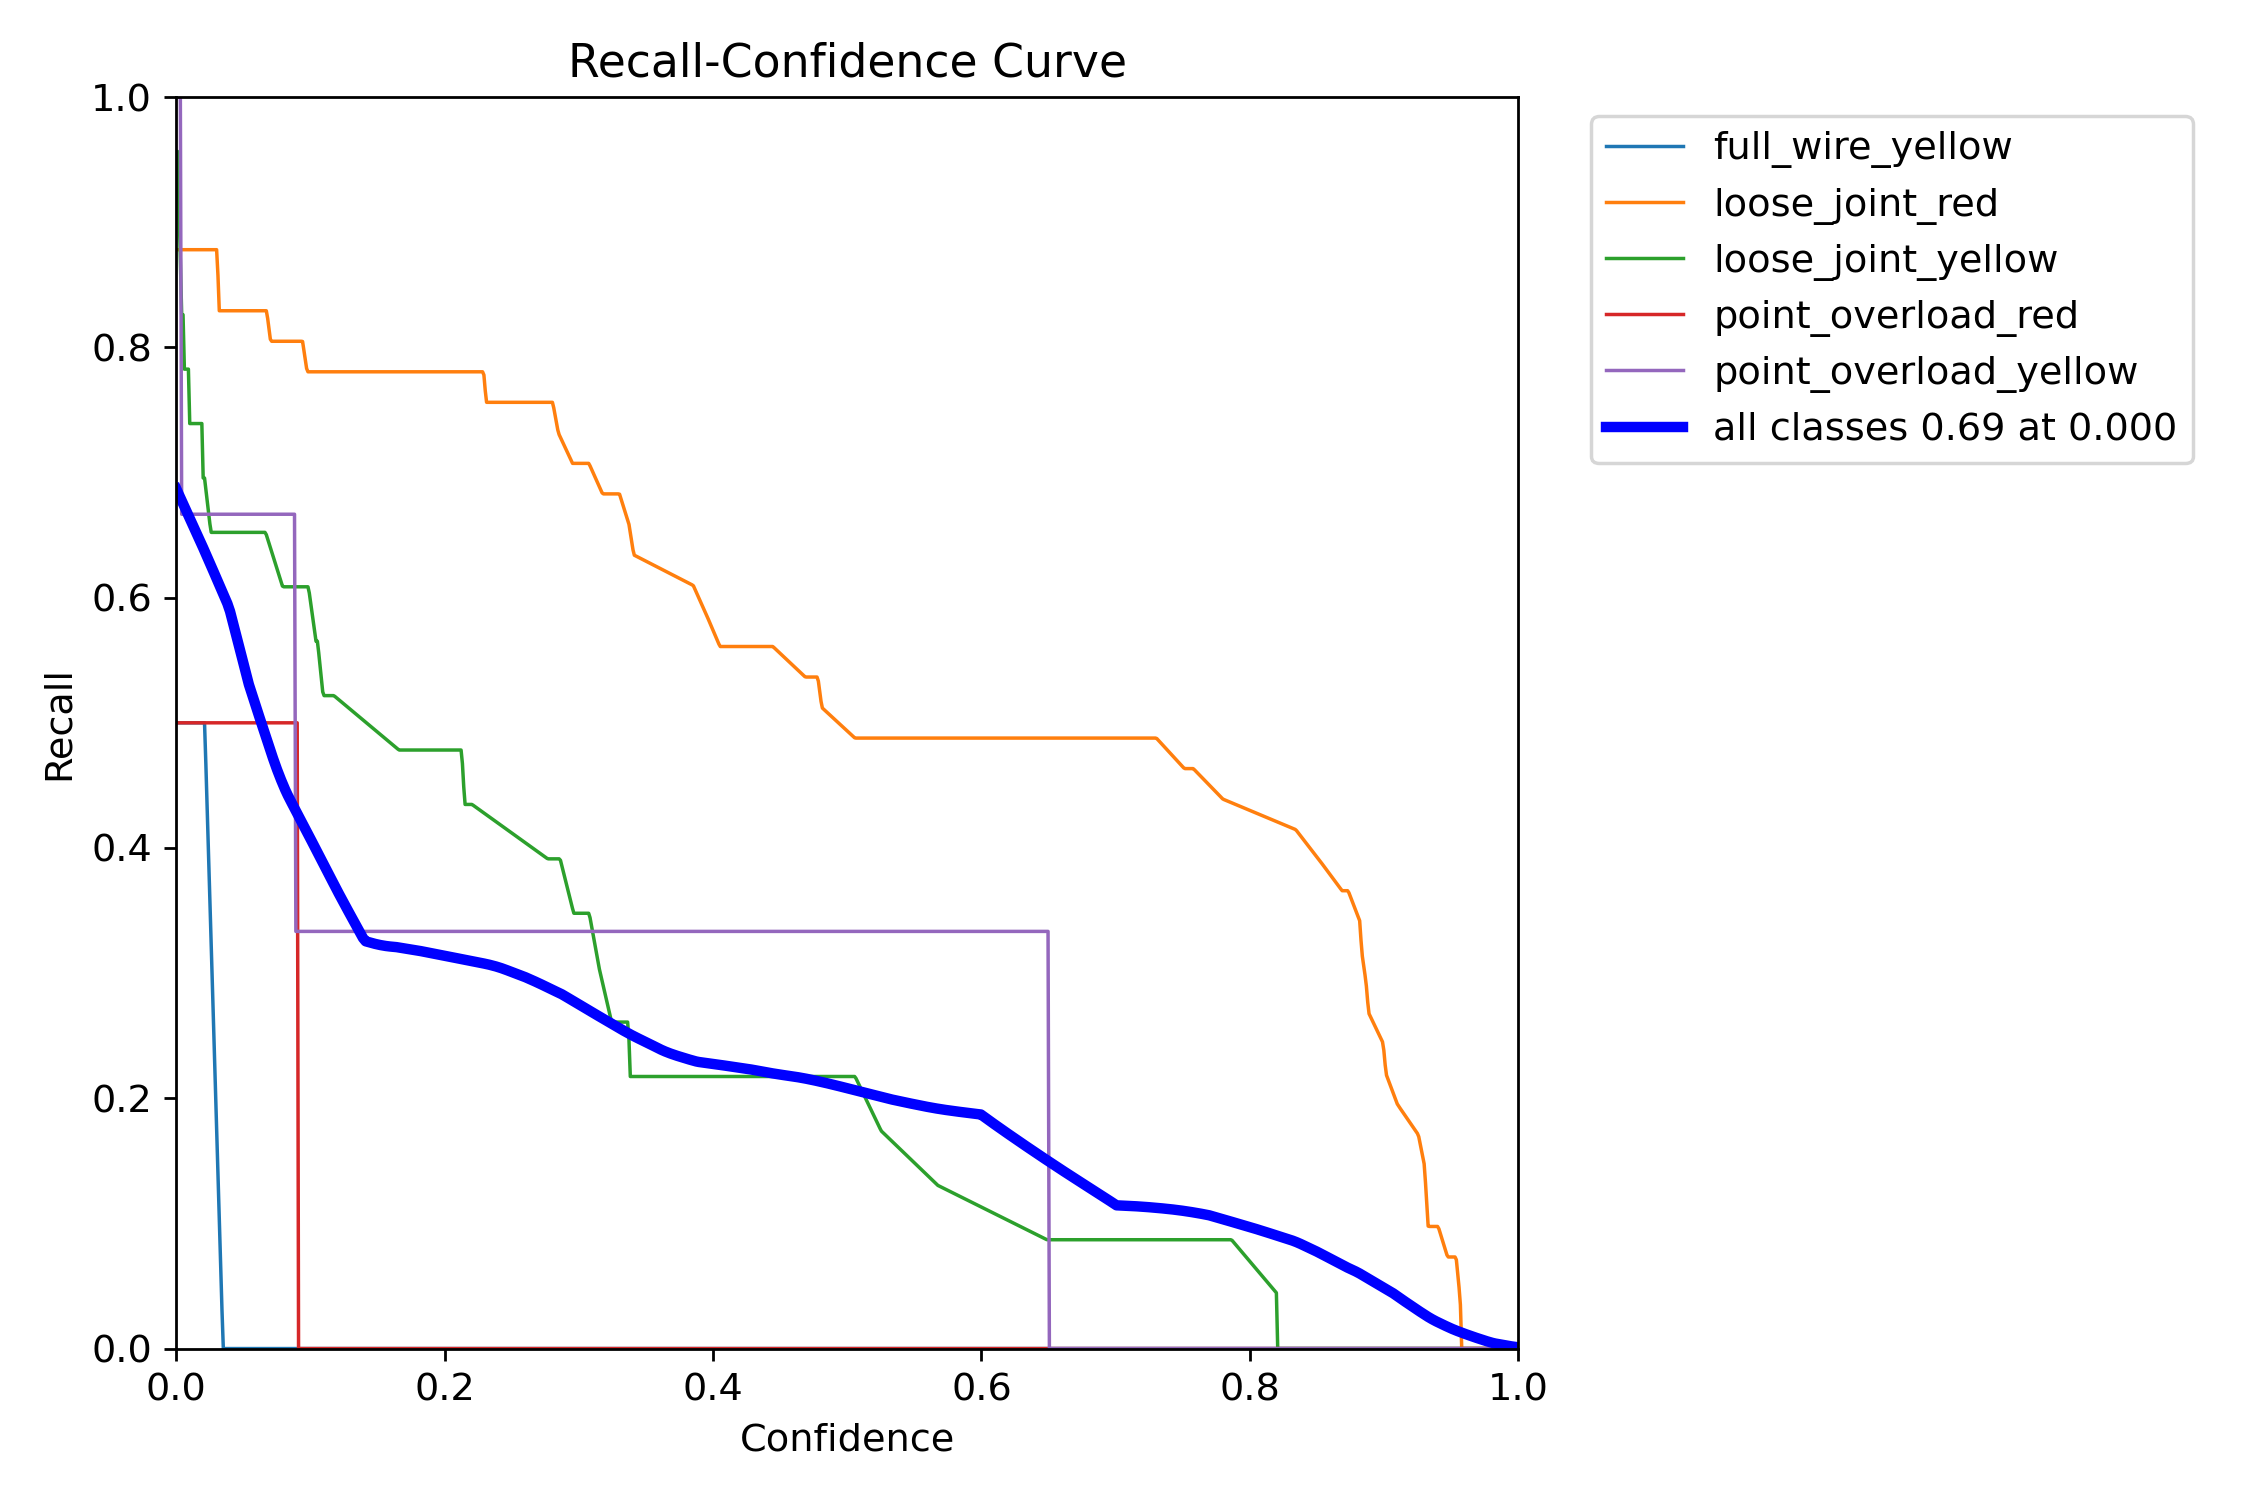 Recall-Confidence Curve
1.0
0.8
0.6
0.4
0.2
0.0
Recall
0.0 0.2 0.4 0.6 0.8 1.0
Confidence
full_wire_yellow
loose_joint_red
loose_joint_yellow
point_overload_red
point_overload_yellow
all classes 0.69 at 0.000